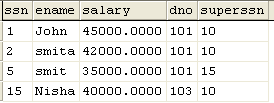 ssn ename salary dno superssn
1 John 45000.0000 101 10
2 smita 42000.0000 101 10
5 smit 35000.0000 101 15
15 Nisha 40000.0000 103 10